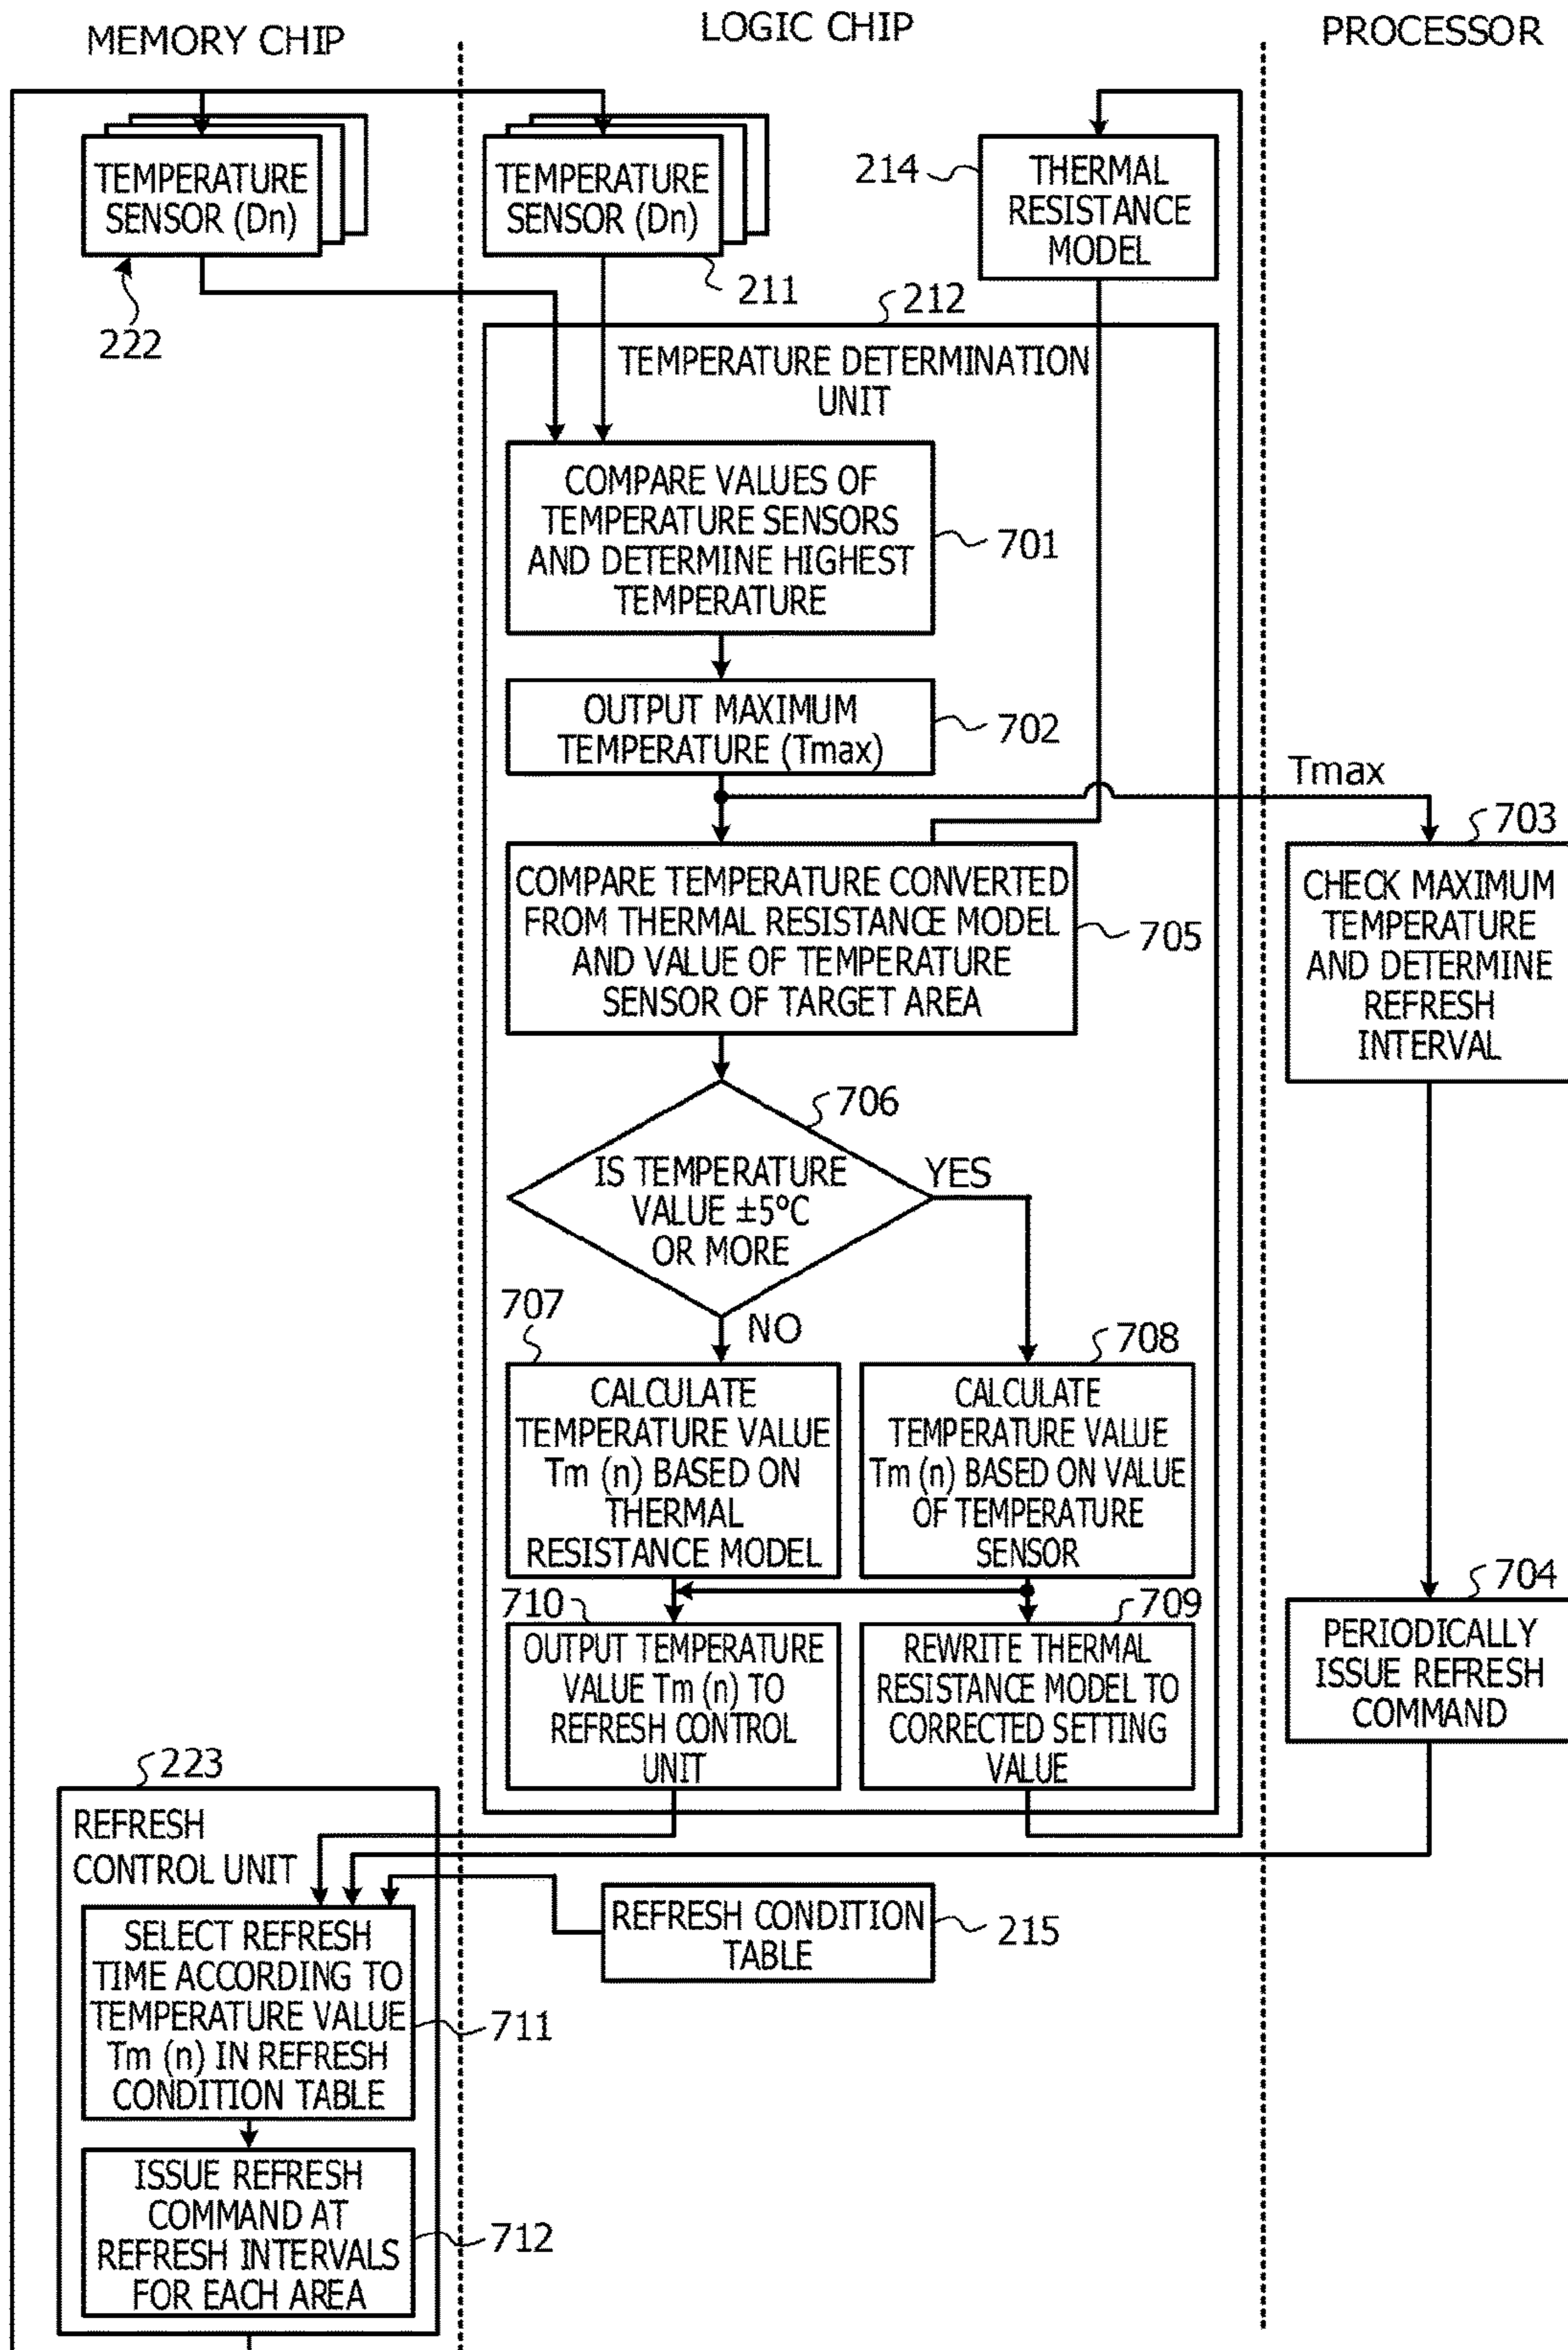 MEMORY CHIP
LOGIC CHIP
PROCESSOR
TEMPERATURE
SENSOR (Dn)
222
TEMPERATURE
SENSOR (Dn)
211
214
THERMAL
RESISTANCE
MODEL
212
TEMPERATURE DETERMINATION
UNIT
COMPARE VALUES OF
TEMPERATURE SENSORS
AND DETERMINE HIGHEST
TEMPERATURE
701
OUTPUT MAXIMUM
TEMPERATURE (Tmax)
702
Tmax
703
CHECK MAXIMUM
TEMPERATURE
AND DETERMINE
REFRESH
INTERVAL
COMPARE TEMPERATURE CONVERTED
FROM THERMAL RESISTANCE MODEL
AND VALUE OF TEMPERATURE
SENSOR OF TARGET AREA
705
706
IS TEMPERATURE
VALUE ±5°C
OR MORE
YES
NO
707
CALCULATE
TEMPERATURE VALUE
Tm (n) BASED ON
THERMAL
RESISTANCE MODEL
708
CALCULATE
TEMPERATURE VALUE
Tm (n) BASED ON VALUE
OF TEMPERATURE
SENSOR
704
PERIODICALLY
ISSUE REFRESH
COMMAND
710
OUTPUT TEMPERATURE
VALUE Tm (n) TO
REFRESH CONTROL
UNIT
709
REWRITE THERMAL
RESISTANCE MODEL TO
CORRECTED SETTING
VALUE
223
REFRESH
CONTROL UNIT
SELECT REFRESH
TIME ACCORDING TO
TEMPERATURE VALUE
Tm (n) IN REFRESH
CONDITION TABLE
711
REFRESH CONDITION
TABLE
215
ISSUE REFRESH
COMMAND AT
REFRESH INTERVALS
FOR EACH AREA
712